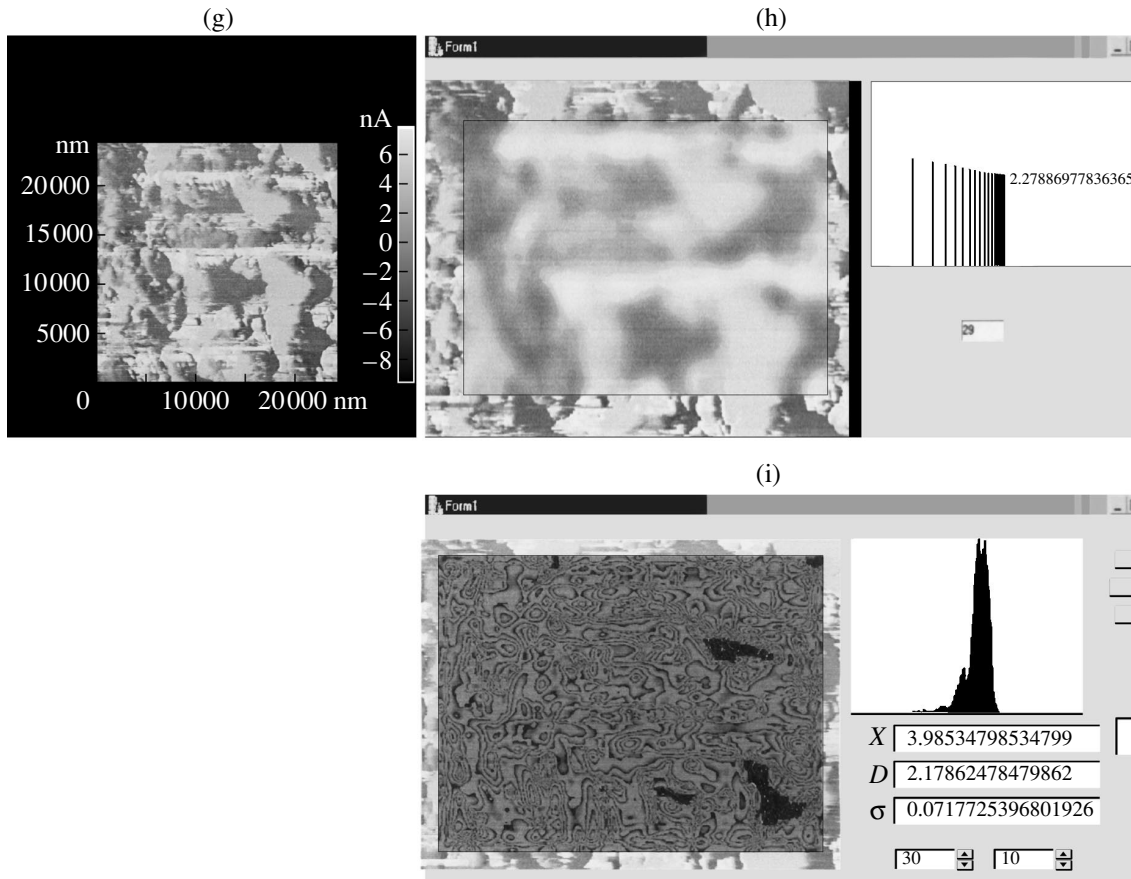 (g)
nm
20000
15000
10000
5000
0 10000 20000 nm
nA
6
4
2
0
−2
−4
−6
−8
(h)
Form1
2.27886977836365
29
(i)
Form1
X 3.98534798534799
D 2.17862478479862
σ 0.0717725396801926
30 10